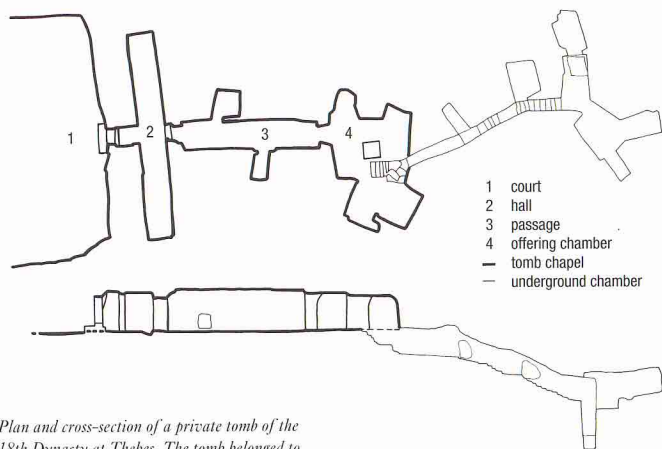 1
2
3
4
1 court
2 hall
3 passage
4 offering chamber
tomb chapel
underground chamber
Plan and cross-section of a private tomb of the
18th Dynasty at Thebes. The tomb belonged to